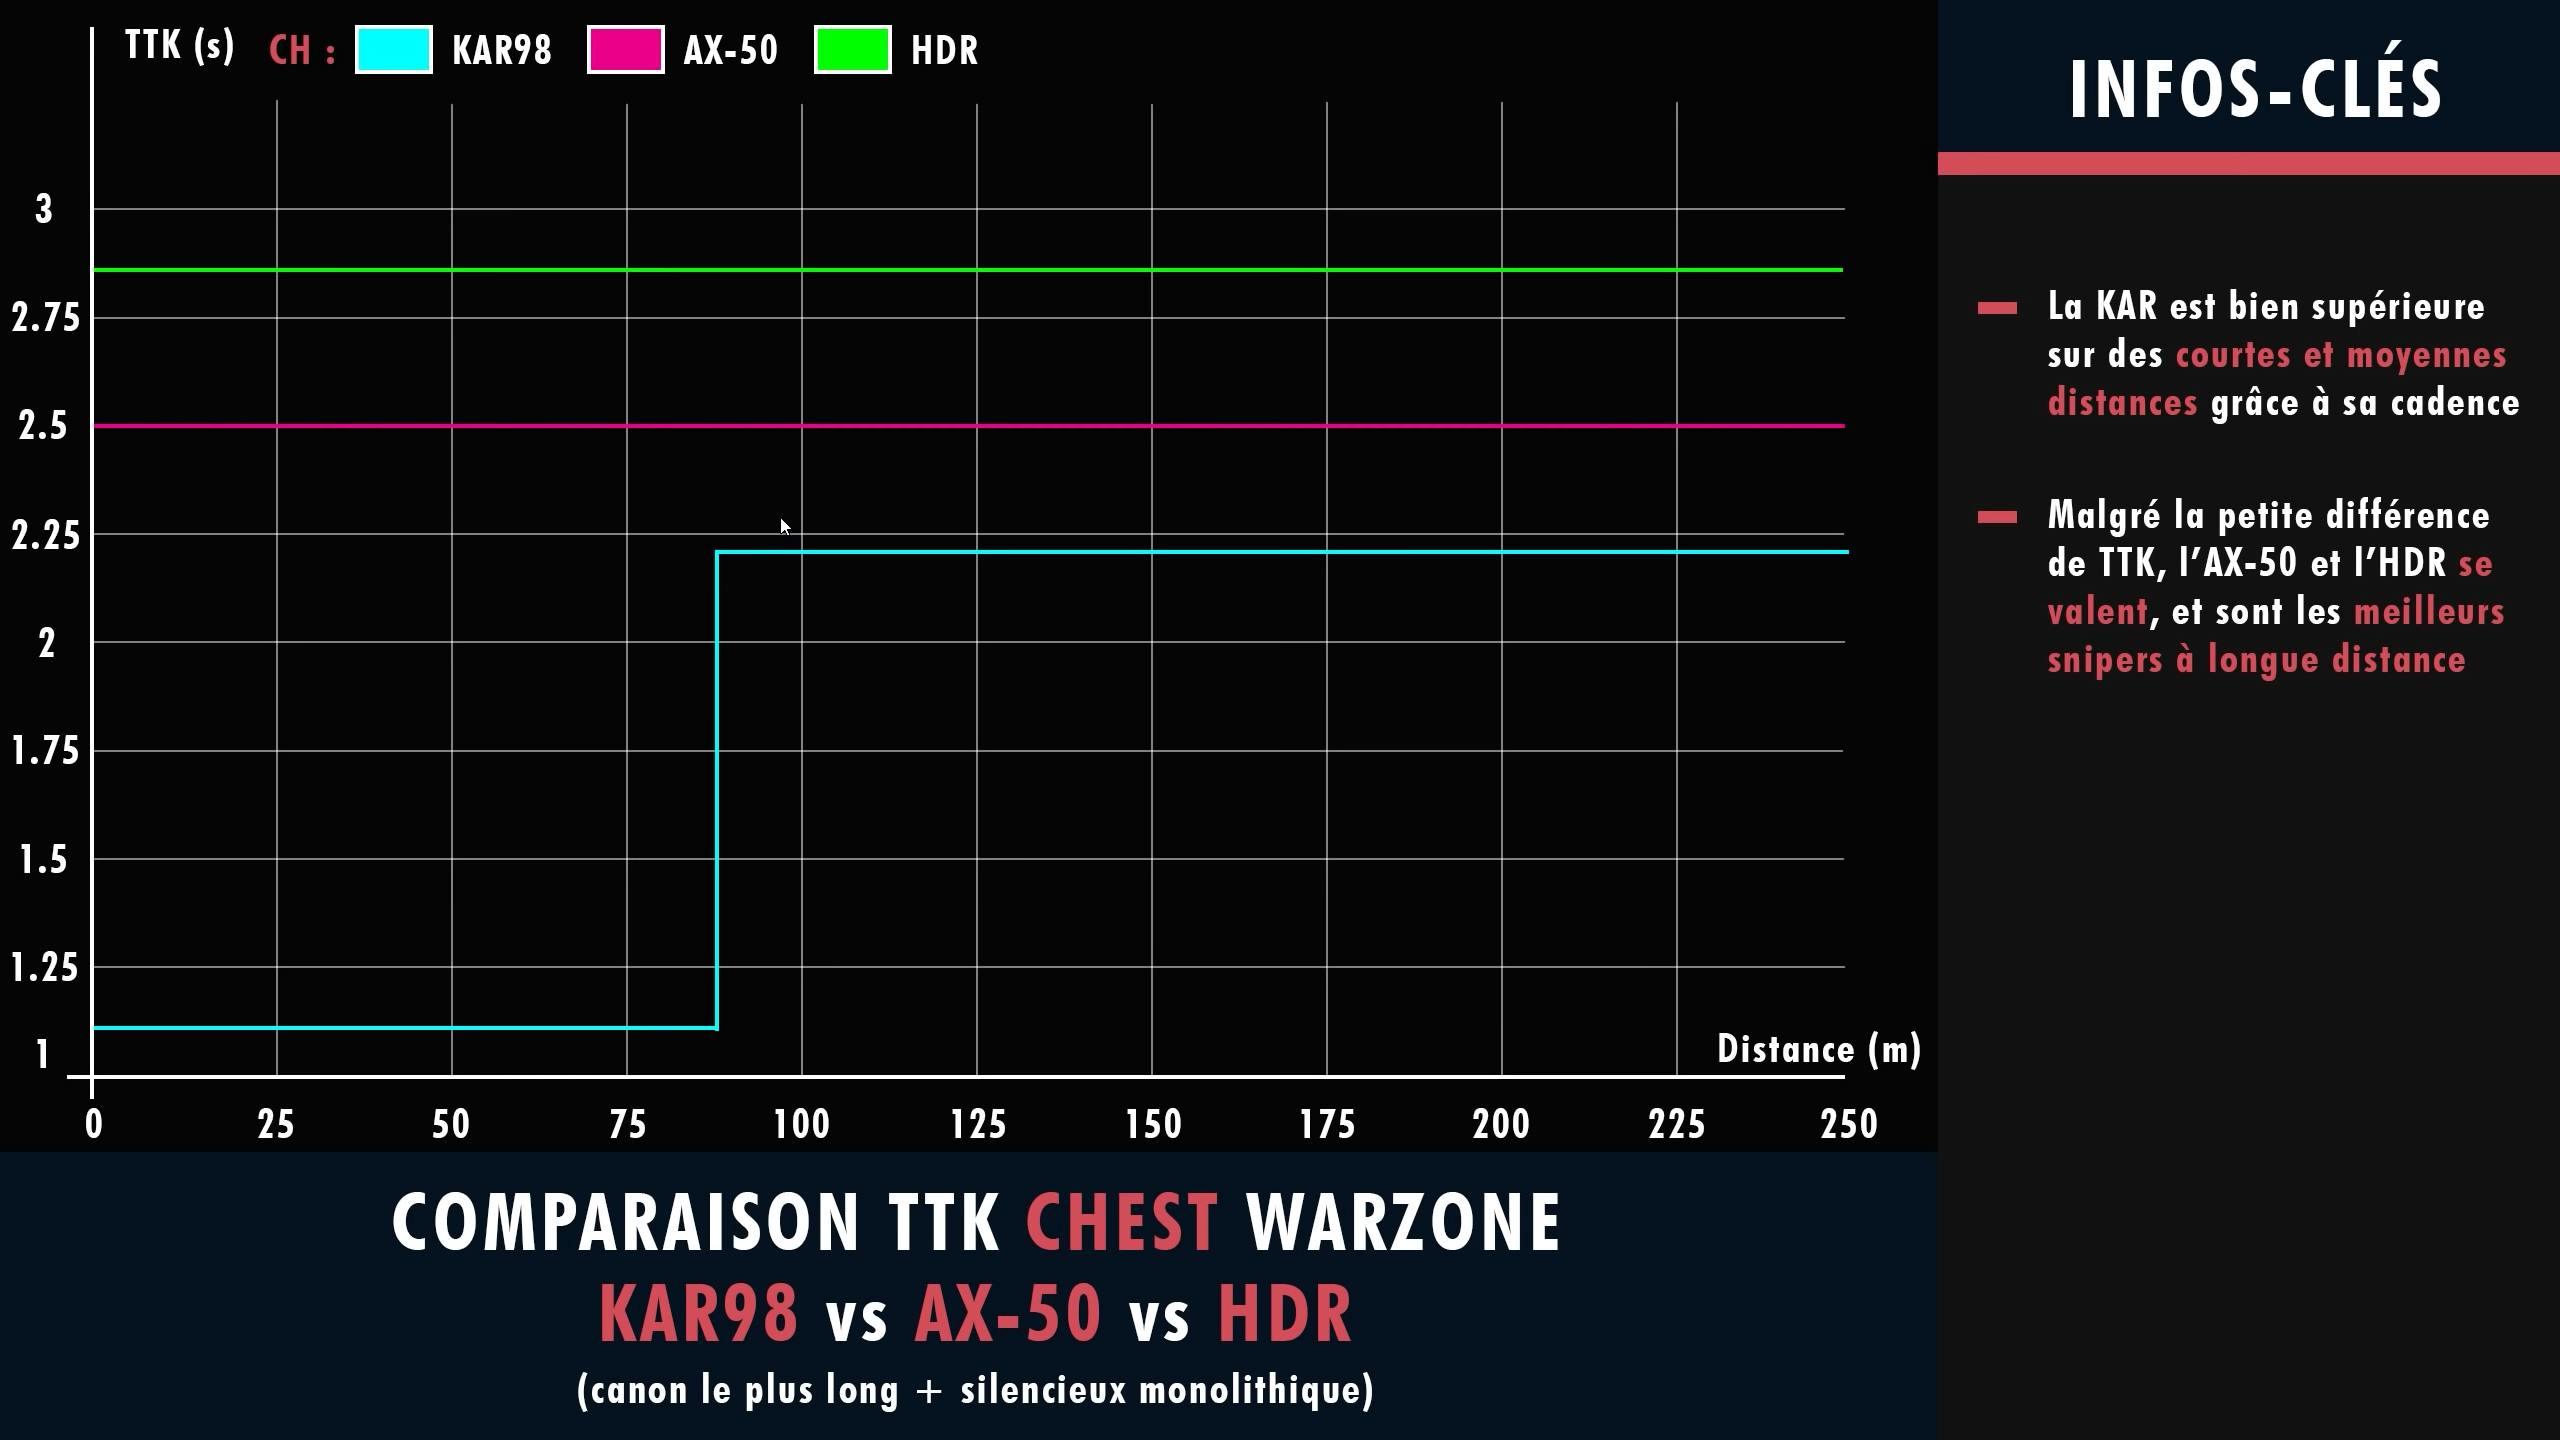 TTK (s) CH : KAR98 AX-50 HDR
3
2.75
2.5
2.25
2
1.75
1.5
1.25
1
Distance (m)
0 25 50 75 100 125 150 175 200 225 250
COMPARAISON TTK CHEST WARZONE
KAR98 vs AX-50 vs HDR
(canon le plus long + silencieux monolithique)
INFOS-CLÉS
La KAR est bien supérieure
sur des courtes et moyennes
distances grâce à sa cadence
Malgré la petite différence
de TTK, l'AX-50 et l'HDR se
valent, et sont les meilleurs
snipers à longue distance